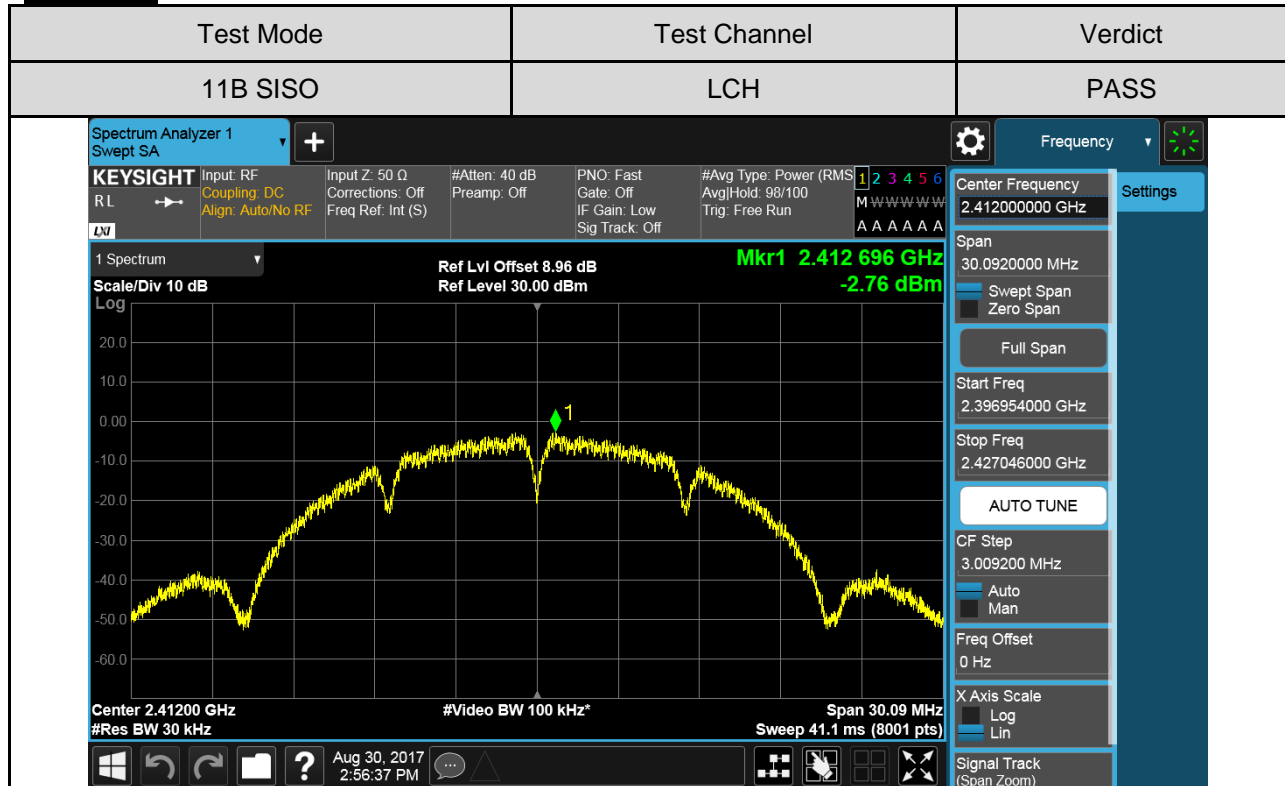 Test Mode Test Channel Verdict
11B SISO LCH PASS
Spectrum Analyzer 1
Swept SA
+
Frequency
KEYSIGHT Input: RF Input Z: 50 Ω #Atten: 40 dB PNO: Fast #Avg Type: Power (RMS 1 2 3 4 5 6
RL Coupling: DC Corrections: Off Preamp: Off Gate: Off Avg|Hold: 98/100 M W W W W W
Align: Auto/No RF Freq Ref: Int (S) IF Gain: Low Trig: Free Run
LXI Sig Track: Off A A A A A A
1 Spectrum Ref Lvl Offset 8.96 dB Mkr1 2.412 696 GHz
Scale/Div 10 dB Ref Level 30.00 dBm -2.76 dBm
Log
20.0
10.0
0.00
1
-10.0
-20.0
-30.0
-40.0
-50.0
-60.0
Center 2.41200 GHz #Video BW 100 kHz* Span 30.09 MHz
#Res BW 30 kHz Sweep 41.1 ms (8001 pts)
? Aug 30, 2017
2:56:37 PM
Center Frequency
2.412000000 GHz
Settings
Span
30.0920000 MHz
Swept Span
Zero Span
Full Span
Start Freq
2.396954000 GHz
Stop Freq
2.427046000 GHz
AUTO TUNE
CF Step
3.009200 MHz
Auto
Man
Freq Offset
0 Hz
X Axis Scale
Log
Lin
Signal Track
(Span Zoom)